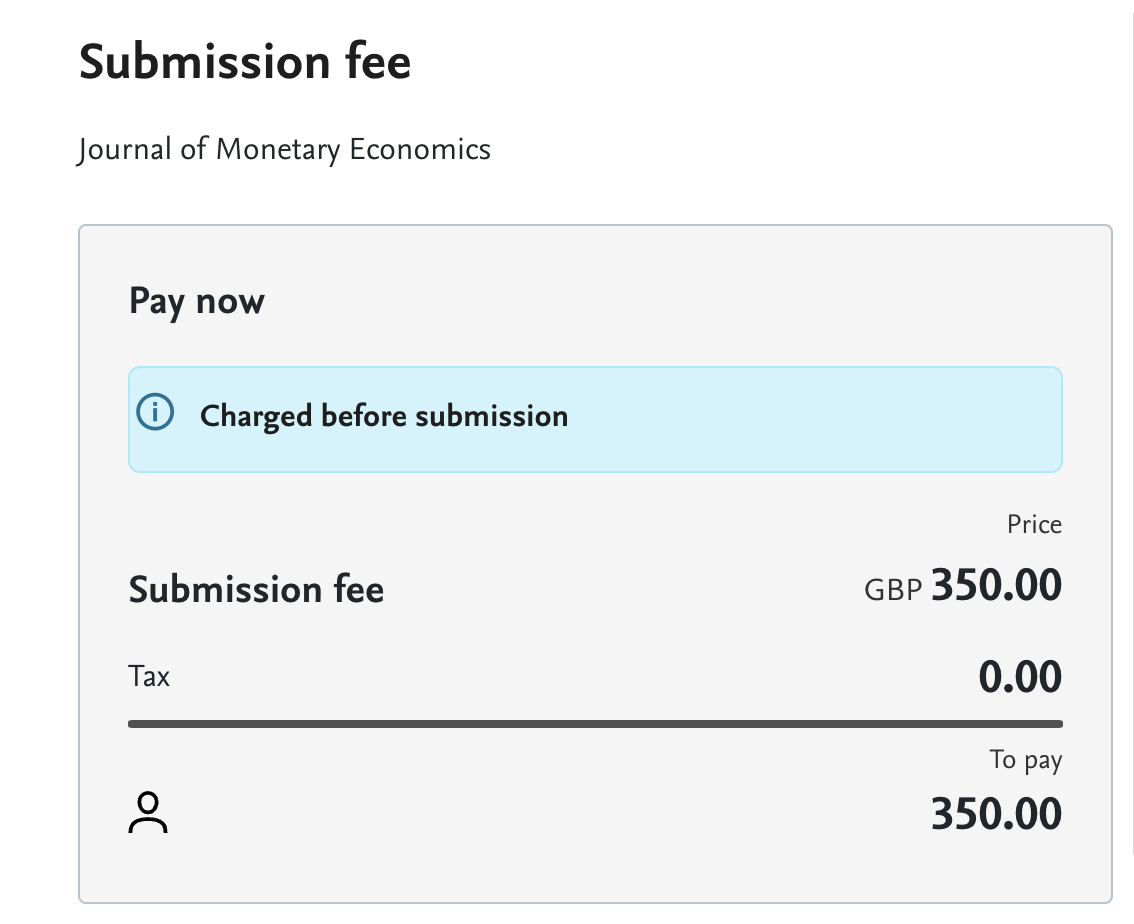 Submission fee
Journal of Monetary Economics
Pay now
Charged before submission
Price
Submission fee GBP 350.00
Tax 0.00
To pay
350.00